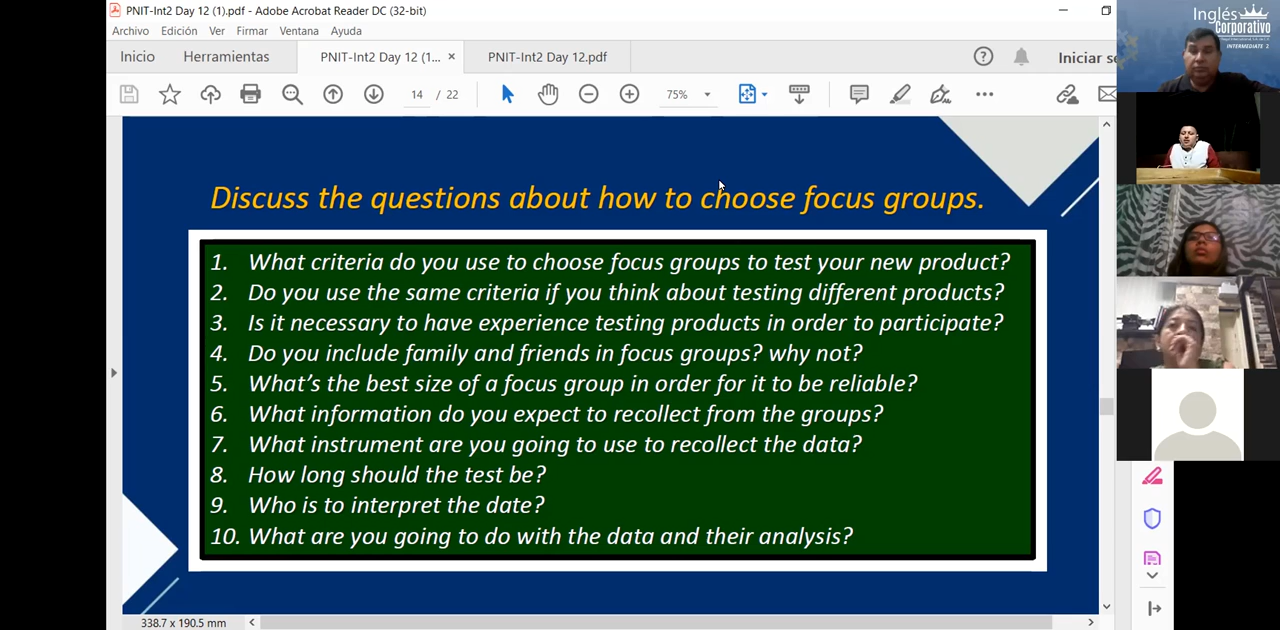 PNIT-Int2 Day 12 (1).pdf - Adobe Acrobat Reader DC (32-bit)
Archivo Edición Ver Firmar Ventana Ayuda
Inicio Herramientas PNIT-Int2 Day 12 (1... × PNIT-Int2 Day 12.pdf Iniciar se
14 / 22 75%
Inglés
Corporativo
INTERMEDIATE 2
Discuss the questions about how to choose focus groups.
1. What criteria do you use to choose focus groups to test your new product?
2. Do you use the same criteria if you think about testing different products?
3. Is it necessary to have experience testing products in order to participate?
4. Do you include family and friends in focus groups? why not?
5. What's the best size of a focus group in order for it to be reliable?
6. What information do you expect to recollect from the groups?
7. What instrument are you going to use to recollect the data?
8. How long should the test be?
9. Who is to interpret the date?
10. What are you going to do with the data and their analysis?
338.7 x 190.5 mm